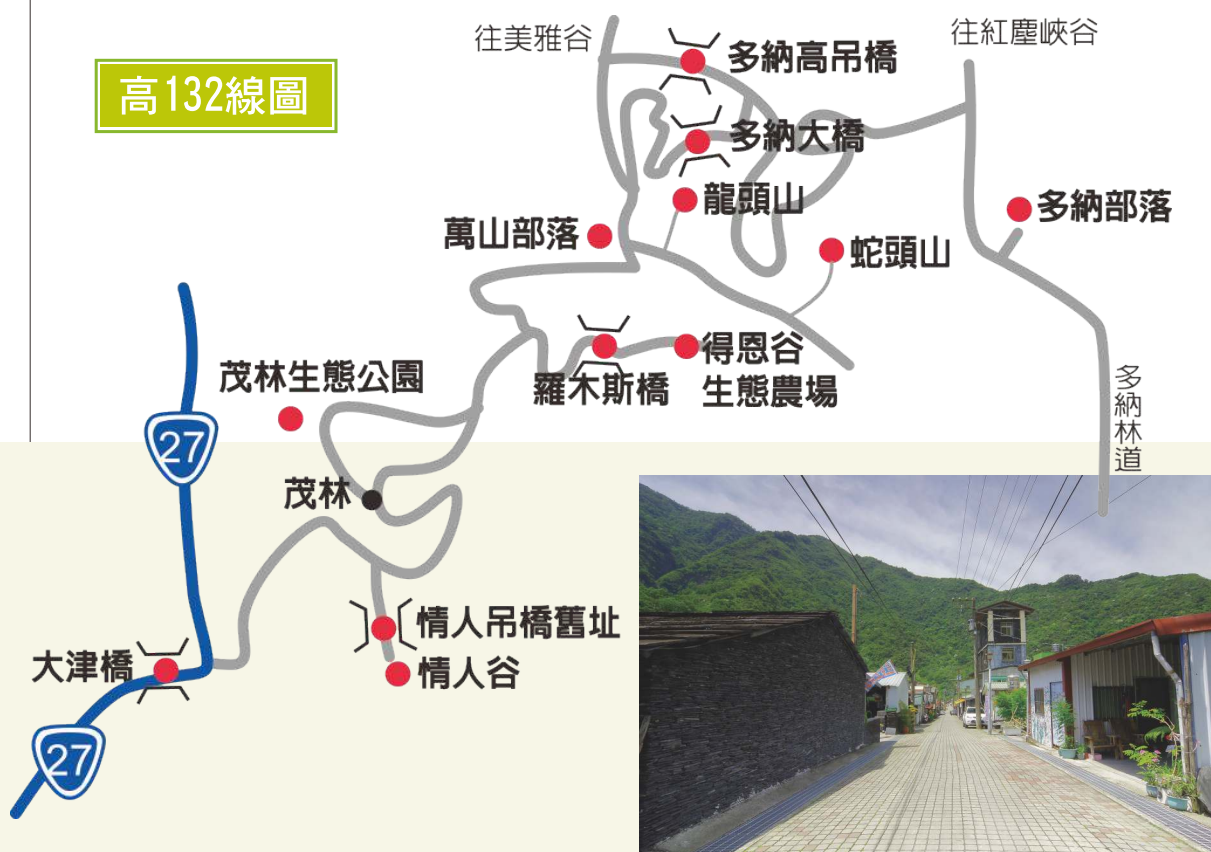 往美雅谷
往紅塵峽谷
多納高吊橋
高132線圖
多納大橋
龍頭山
多納部落
萬山部落
蛇頭山
得恩谷
生態農場
羅木斯橋
茂林生態公園
多納林道
27
茂林
情人吊橋舊址
大津橋
情人谷
27